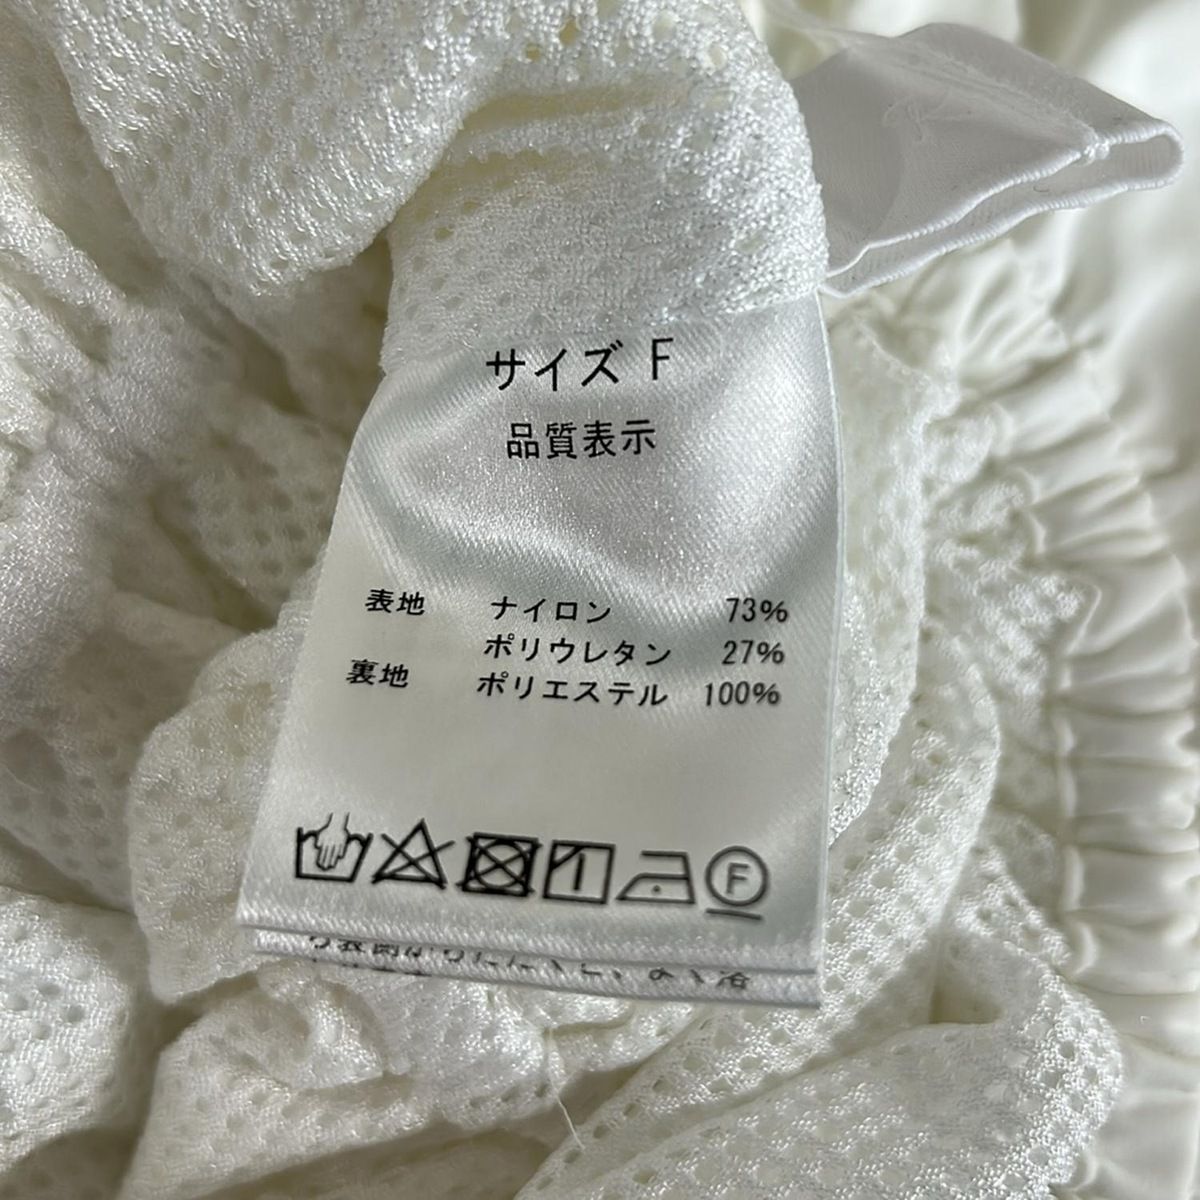 サイズ F
品質表示
表地 ナイロン 73%
ポリウレタン 27%
裏地 ポリエステル 100%
F